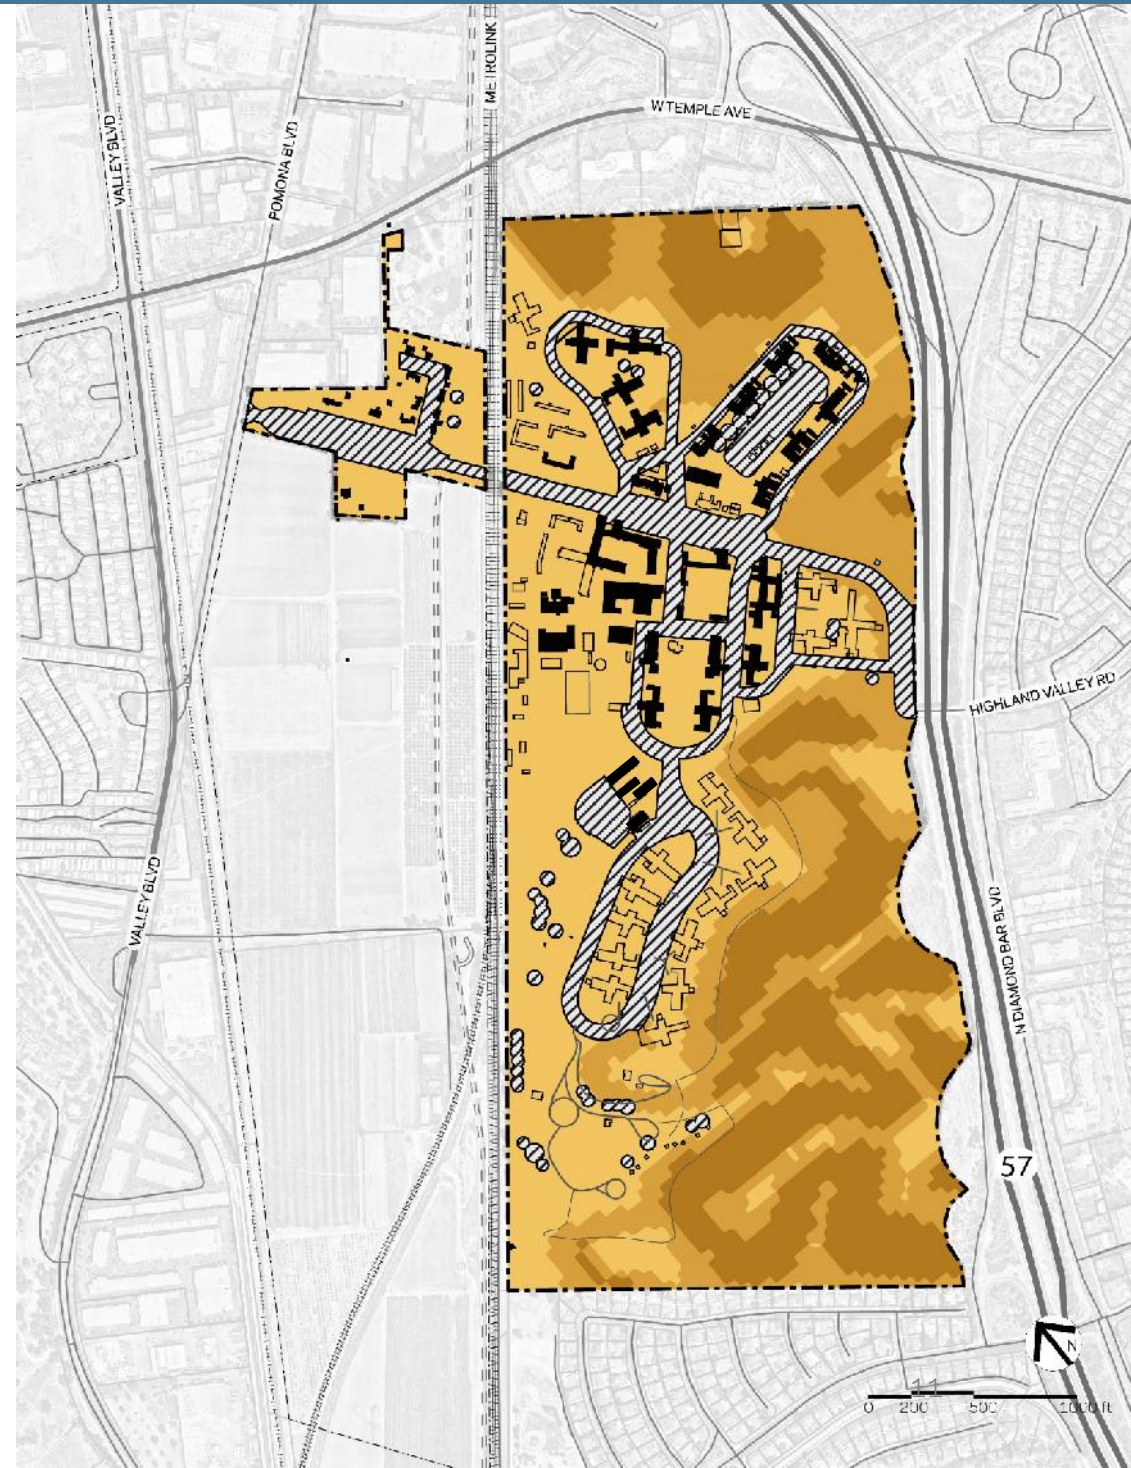 METROLINK
W TEMPLE AVE
VALLEY BLVD
POMONA BLVD
HIGHLAND VALLEY RD
VALLEY BLVD
N DIAMOND BAR BLVD
57
N
11
0 200 500 1000 ft